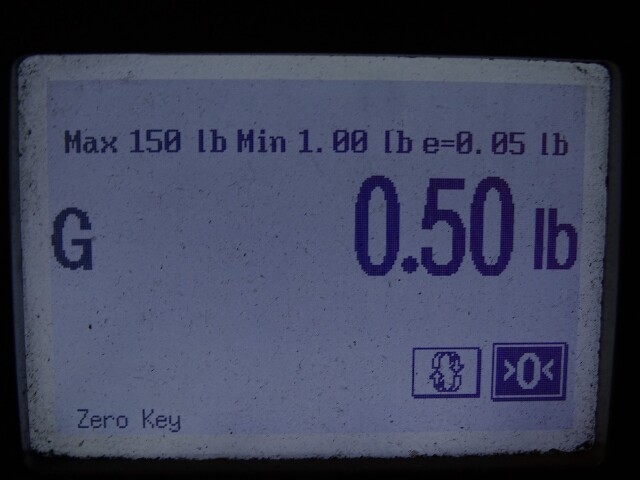 Max 150 lb Min 1.00 lb e=0.05 lb
G 0.50 lb
>0<
Zero Key